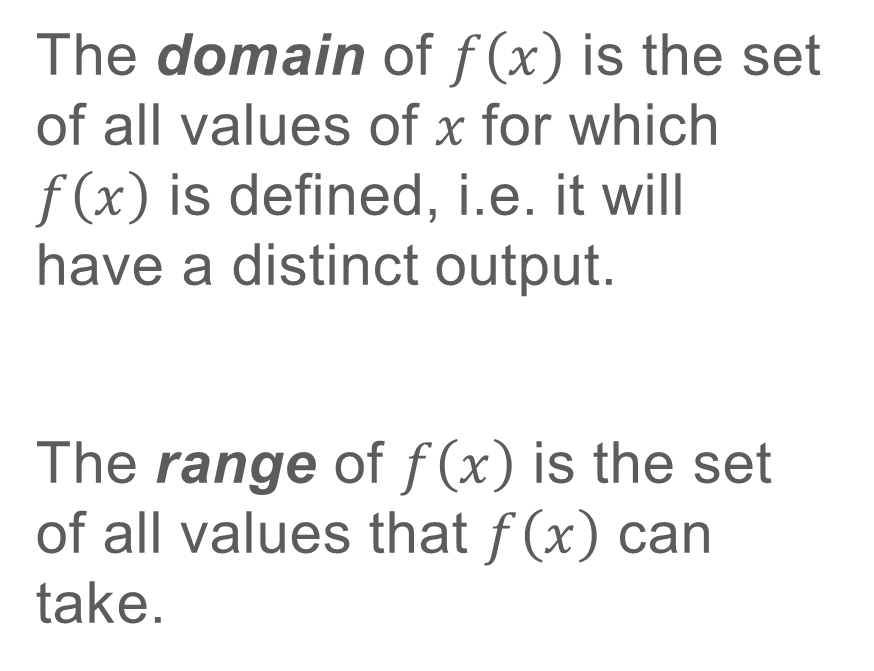 The domain of f(x) is the set
of all values of x for which
f(x) is defined, i.e. it will
have a distinct output.
The range of f(x) is the set
of all values that f(x) can
take.